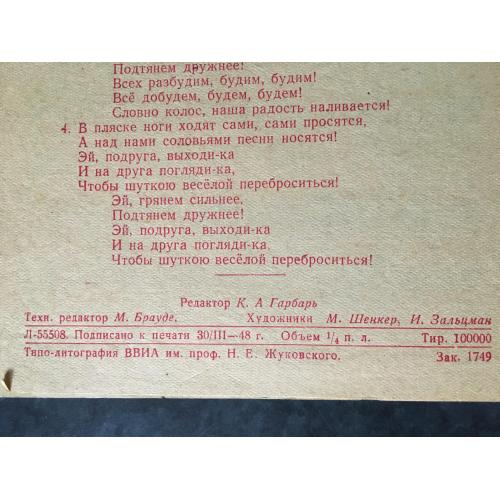 Подтянем дружнее!
Всех разбудим, будим, будим!
Всё добудем, будем, будем!
Словно колос, наша радость наливается!
4. В пляске ноги ходят сами, сами просятся,
А над нами соловьями песни носятся!
Эй, подруга, выходи-ка
И на друга погляди-ка,
Чтобы шуткою весёлой переброситься!
Эй, грянем сильнее,
Подтянем дружнее!
Эй, подруга, выходи-ка
И на друга погляди-ка,
Чтобы шуткою весёлой переброситься!
Редактор К. А Гарбарь
Техн. редактор М. Брауде. Художники М. Шенкер, И. Зальцман
Л-55508. Подписано к печати 30/III—48 г. Объем 1/4 п. л. Тир. 100000
Типо-литография ВВИА им. проф. Н. Е. Жуковского. Зак. 1749